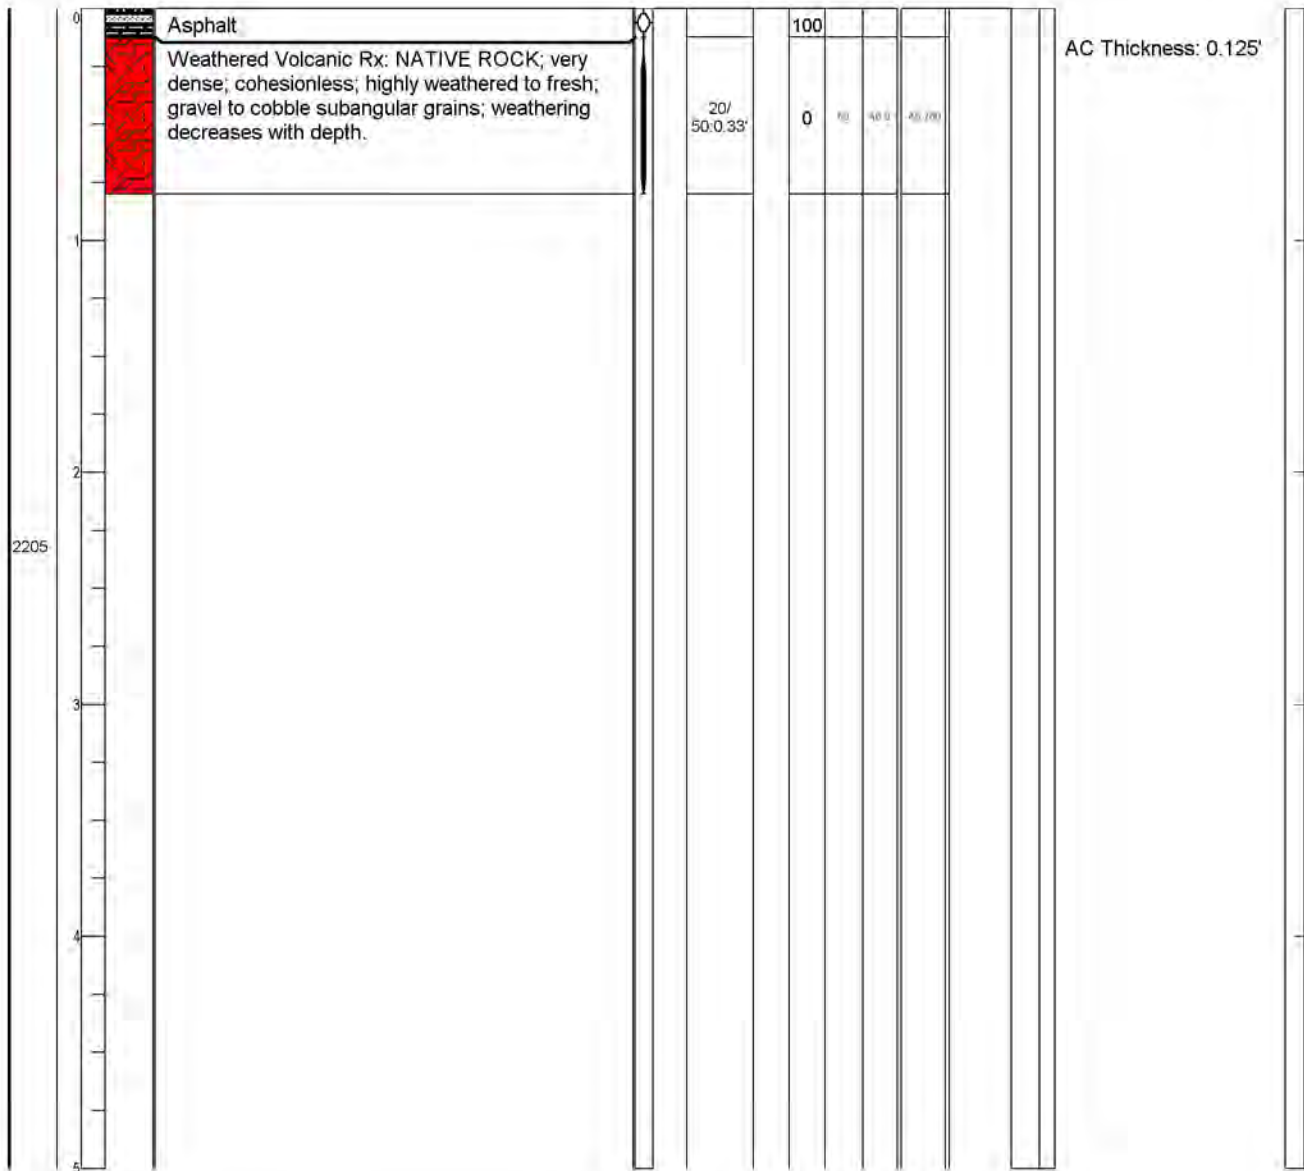 0
Asphalt
100
AC Thickness: 0.125'
Weathered Volcanic Rx: NATIVE ROCK; very
dense; cohesionless; highly weathered to fresh;
gravel to cobble subangular grains; weathering
decreases with depth.
20/
50:0.33'
0
1
2
2205
3
4
5